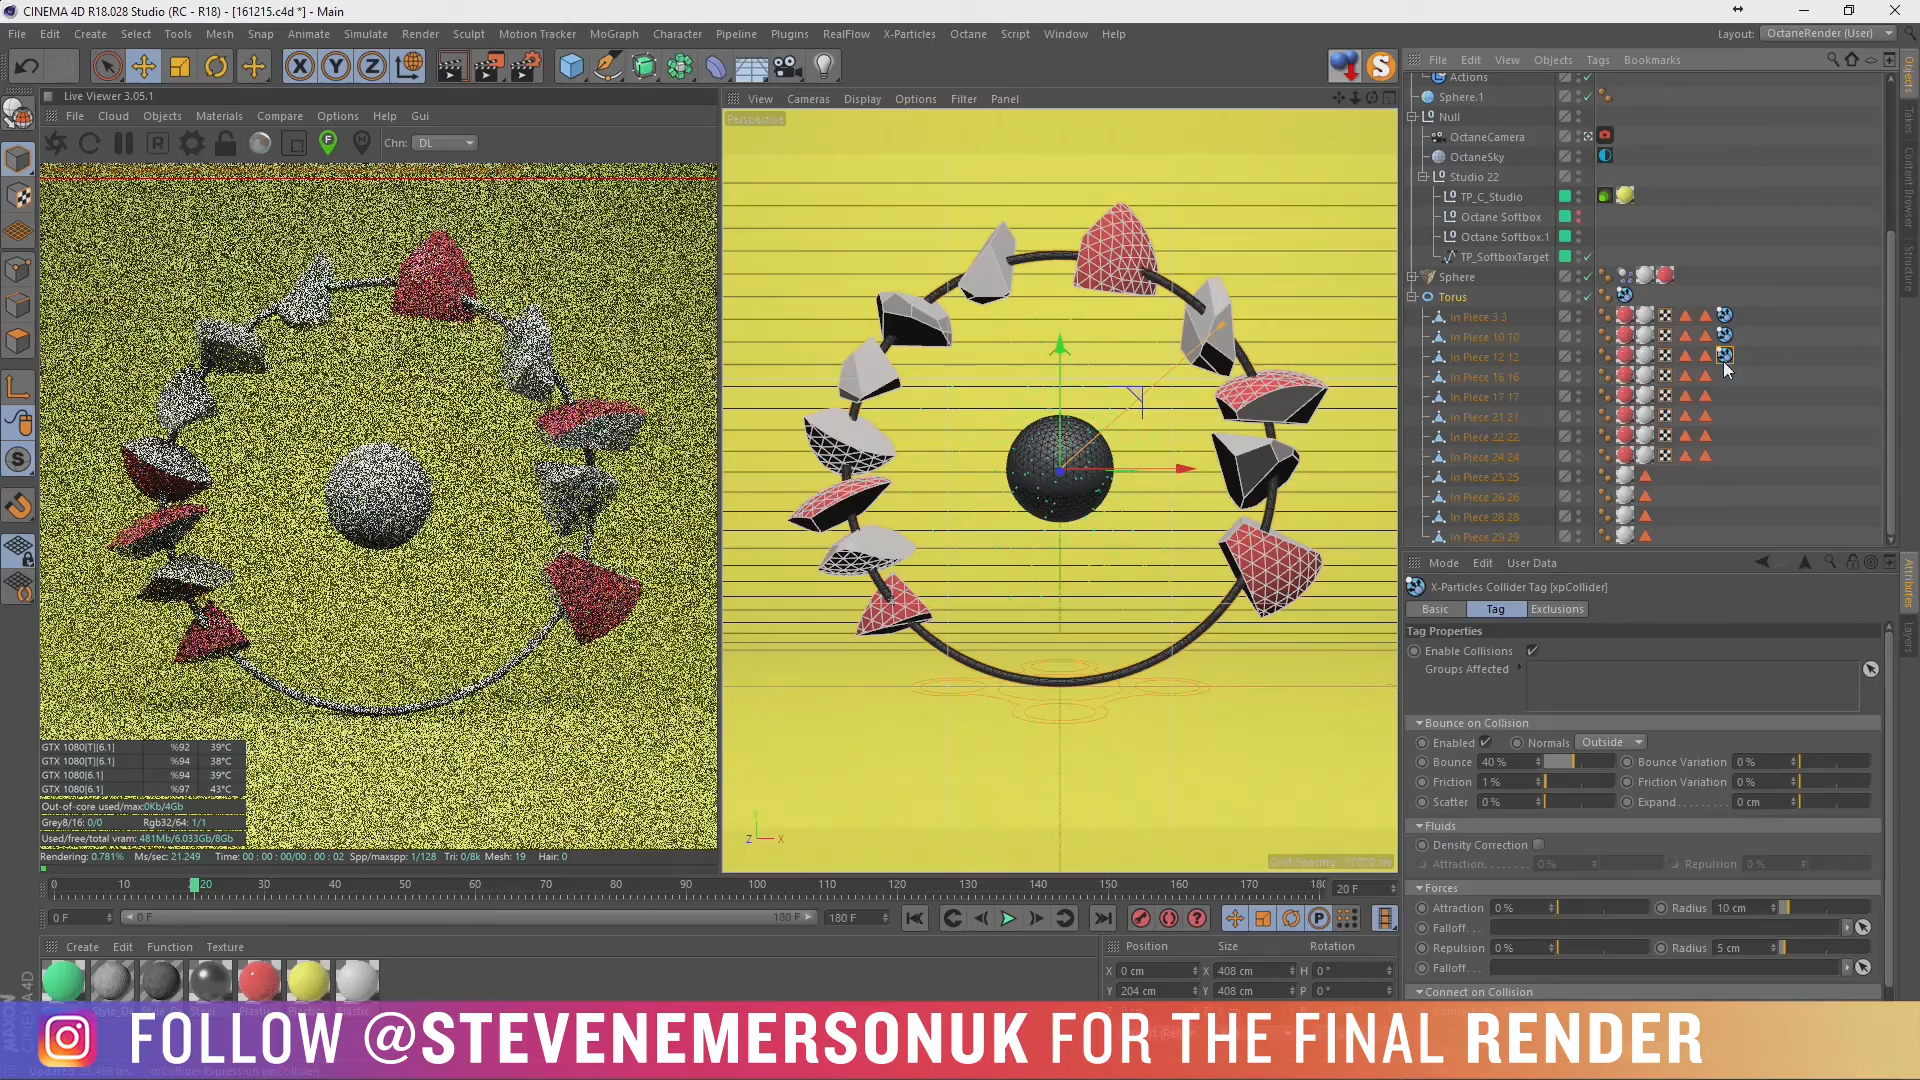 CINEMA 4D R18.028 Studio (RC - R18) - [161215.c4d *] - Main
File Edit Create Select Tools Mesh Snap Animate Simulate Render Sculpt Motion Tracker MoGraph Character Pipeline Plugins RealFlow X-Particles Octane Script Window Help
Layout: OctaneRender (User)
X Y Z
File Edit View Objects Tags Bookmarks
Live Viewer 3.05.1
File Cloud Objects Materials Compare Options Help Gui
Chn: DL
View Cameras Display Options Filter Panel
Perspective
Actions
Sphere.1
Null
OctaneCamera
OctaneSky
Studio 22
TP_C_Studio
Octane Softbox
Octane Softbox.1
TP_SoftboxTarget
Sphere
Torus
In Piece 3 3
In Piece 10 10
In Piece 12 12
In Piece 16 16
In Piece 17 17
In Piece 21 21
In Piece 22 22
In Piece 24 24
In Piece 25 25
In Piece 26 26
In Piece 28 28
In Piece 29 29
Objects
Takes
Content Browser
Structure
Attributes
Layers
Mode Edit User Data
X-Particles Collider Tag [xpCollider]
Basic Tag Exclusions
Tag Properties
Enable Collisions
Groups Affected
Bounce on Collision
Enabled Normals Outside
Bounce 40 % Bounce Variation 0 %
Friction 1 % Friction Variation 0 %
Scatter 0 % Expand 0 cm
Fluids
Density Correction
Attraction 0 % Repulsion 0 %
Forces
Attraction 0 % Radius 10 cm
Falloff
Repulsion 0 % Radius 5 cm
Falloff
Connect on Collision
GTX 1080[T][6.1] %92 39°C
GTX 1080[T][6.1] %94 38°C
GTX 1080[6.1] %94 39°C
GTX 1080[6.1] %97 43°C
Out-of-core used/max:0Kb/4Gb
Grey8/16: 0/0 Rgb32/64: 1/1
Used/free/total vram: 481Mb/6.033Gb/8Gb
Rendering: 0.781% Ms/sec: 21.249 Time: 00 : 00 : 00/00 : 00 : 02 Spp/maxspp: 1/128 Tri: 0/8k Mesh: 19 Hair: 0
Y
Z X
0 10 20 30 40 50 60 70 80 90 100 110 120 130 140 150 160 170 20 F
0 F 0 F 180 F 180 F
Create Edit Function Texture
Position Size Rotation
X 0 cm X 408 cm H 0 °
Y 204 cm Y 408 cm P 0 °
MAXON CINEMA4D
FOLLOW @STEVENEMERSONUK FOR THE FINAL RENDER